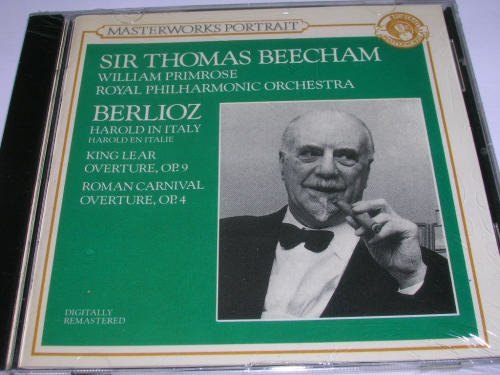 MASTERWORKS PORTRAIT
SIR THOMAS BEECHAM
WILLIAM PRIMROSE
ROYAL PHILHARMONIC ORCHESTRA
BERLIOZ
HAROLD IN ITALY
HAROLD EN ITALIE
KING LEAR
OVERTURE, OP. 9
ROMAN CARNIVAL
OVERTURE, OP. 4
DIGITALLY
REMASTERED